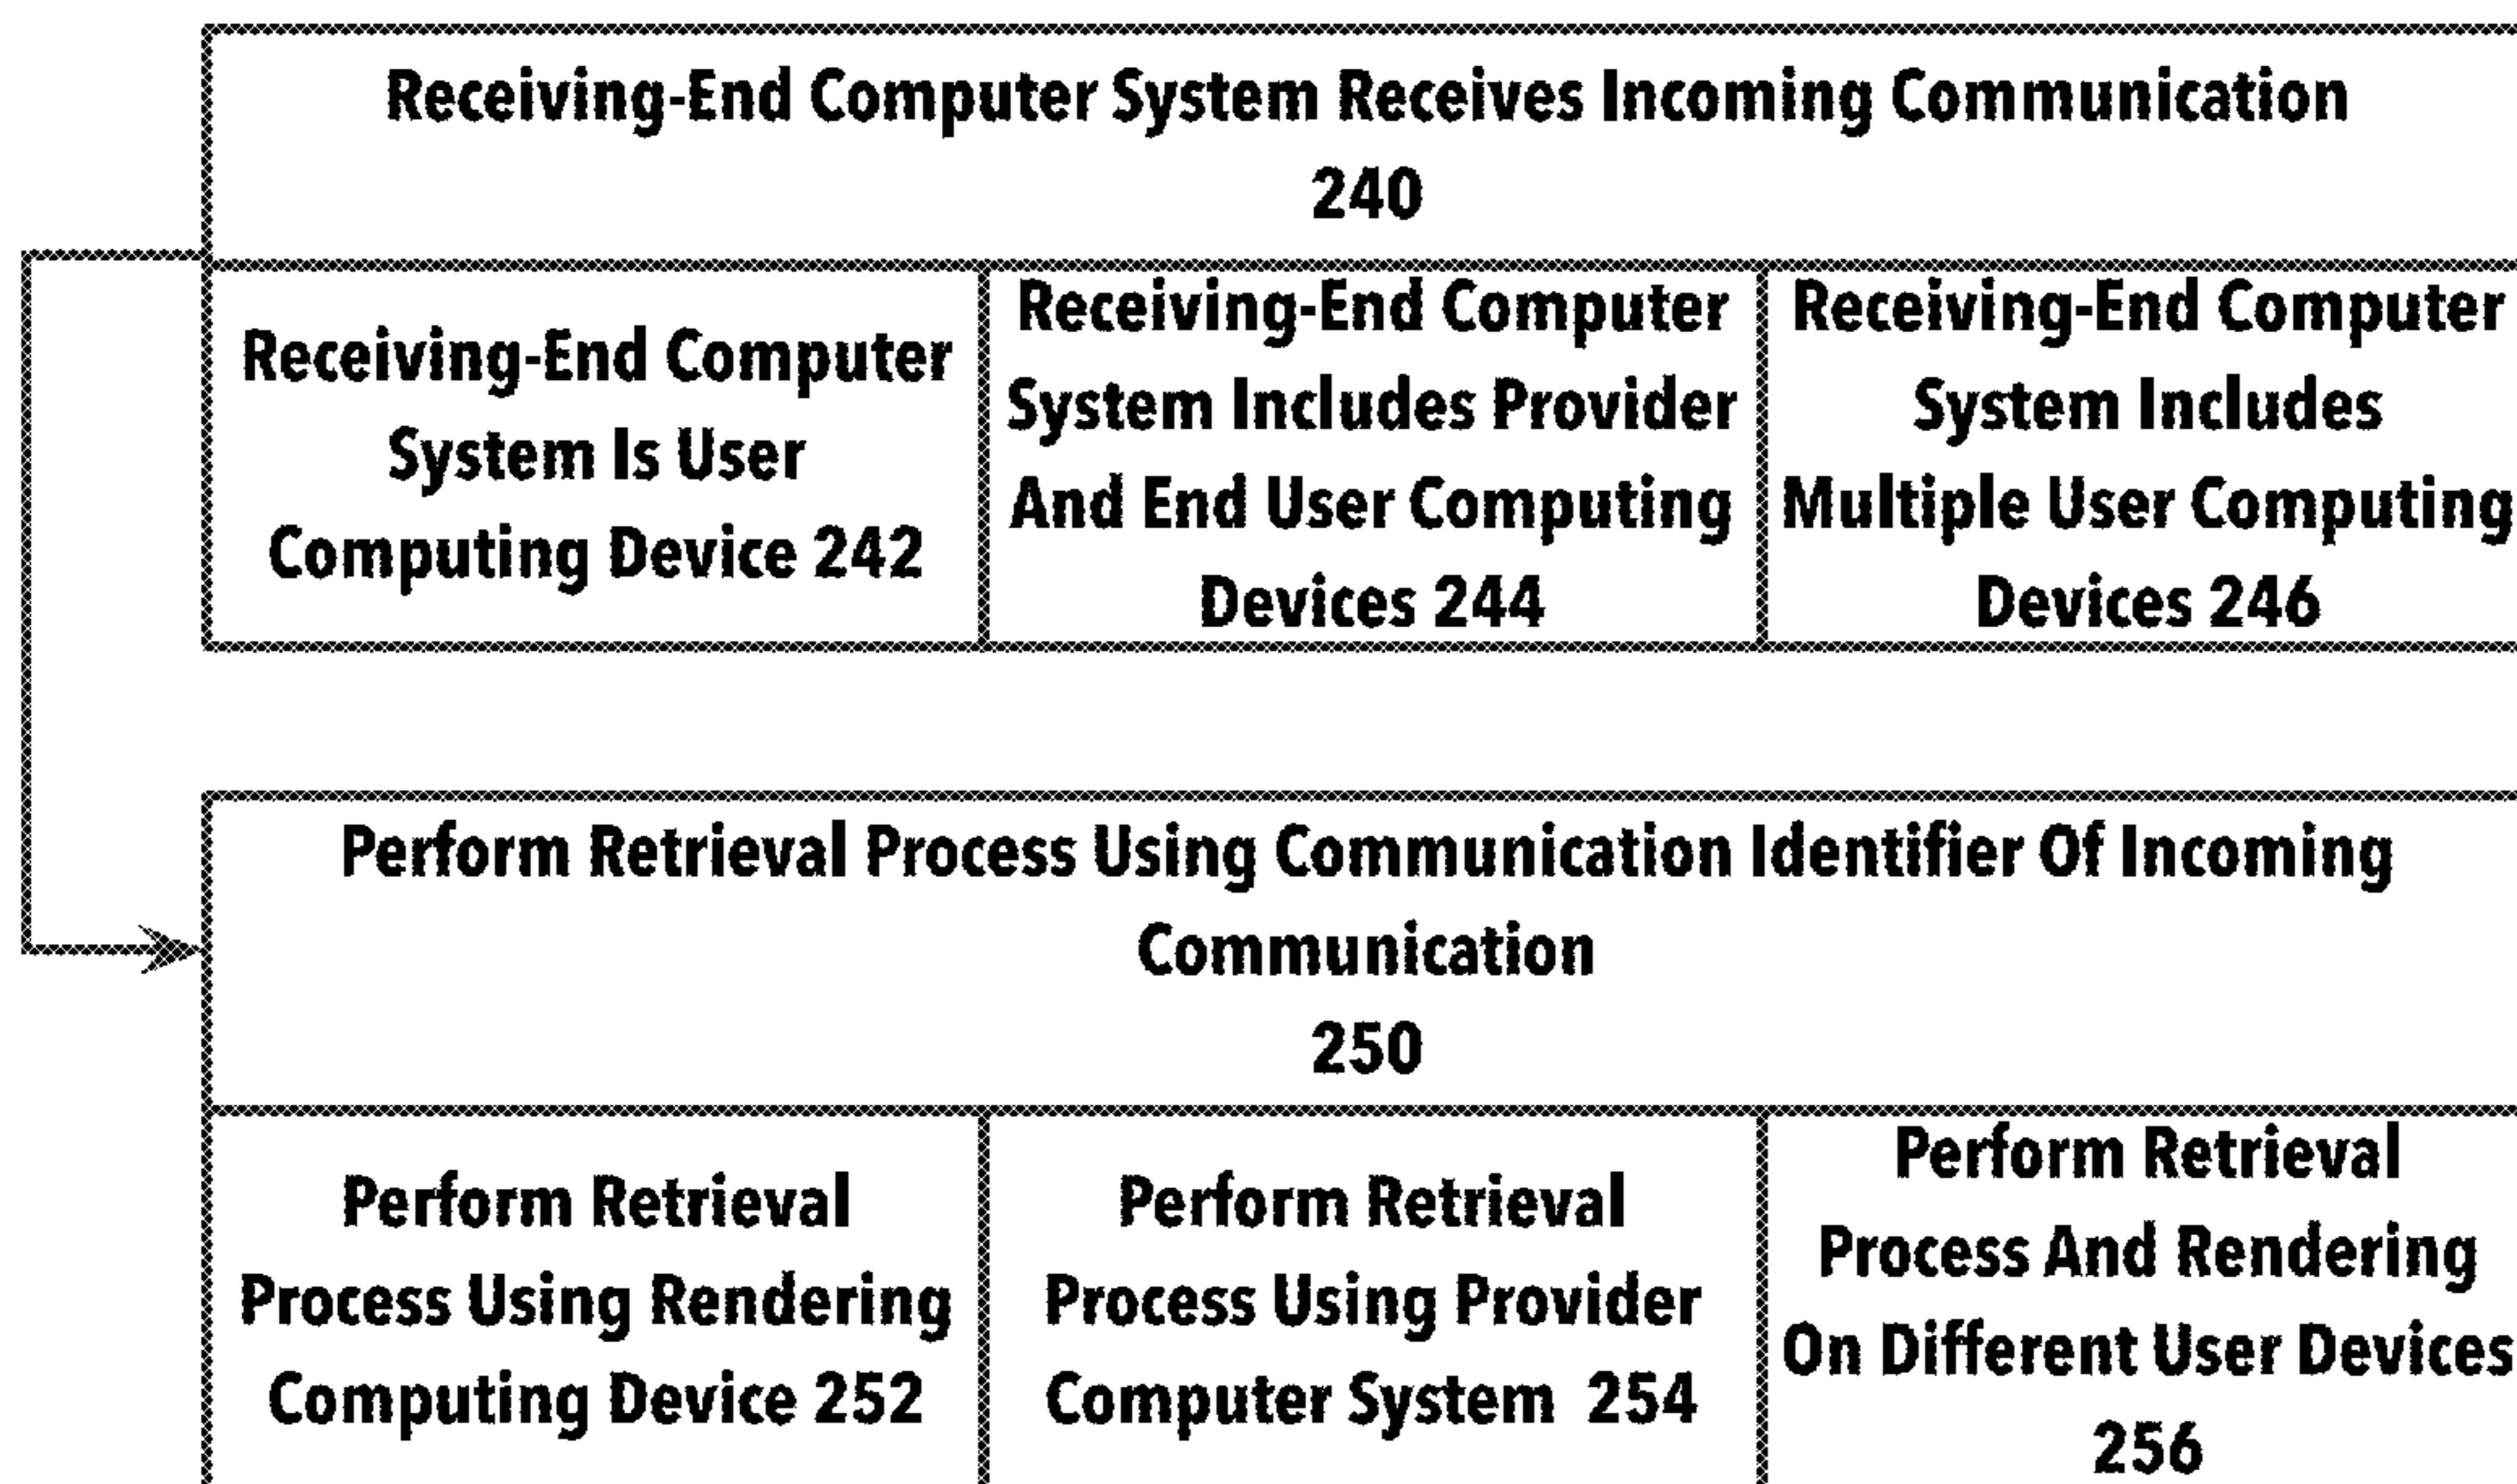 Receiving-End Computer System Receives Incoming Communication
240
Receiving-End Computer
System Is User
Computing Device 242
Receiving-End Computer
System Includes Provider
And End User Computing
Devices 244
Receiving-End Computer
System Includes
Multiple User Computing
Devices 246
Perform Retrieval Process Using Communication Identifier Of Incoming
Communication
250
Perform Retrieval
Process Using Rendering
Computing Device 252
Perform Retrieval
Process Using Provider
Computer System 254
Perform Retrieval
Process And Rendering
On Different User Devices
256